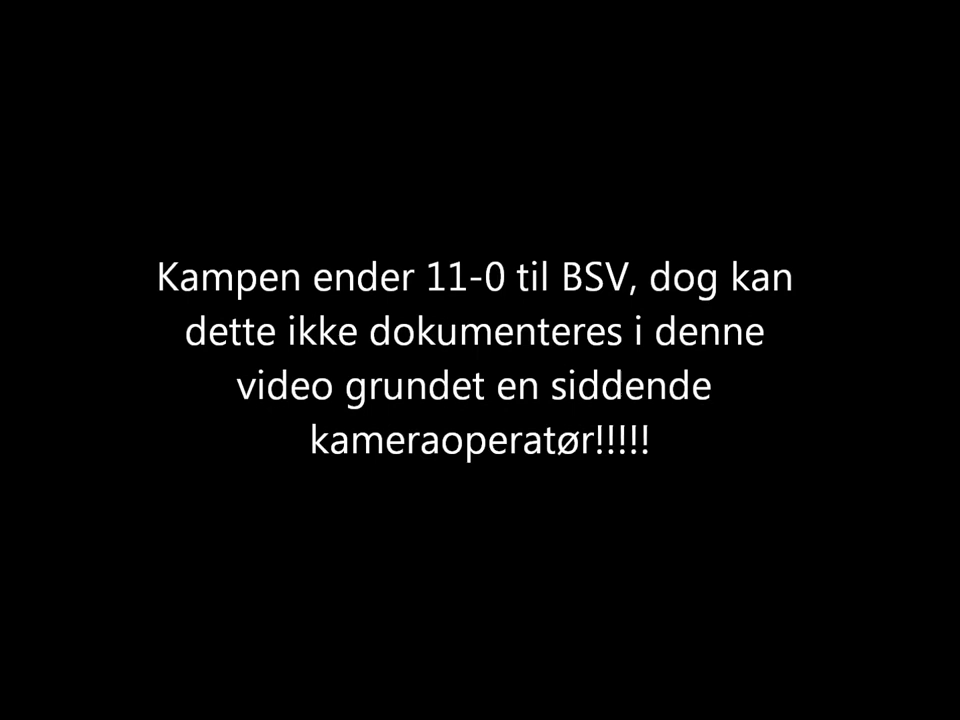 Kampen ender 11-0 til BSV, dog kan
dette ikke dokumenteres i denne
video grundet en siddende
kameraoperatør!!!!!